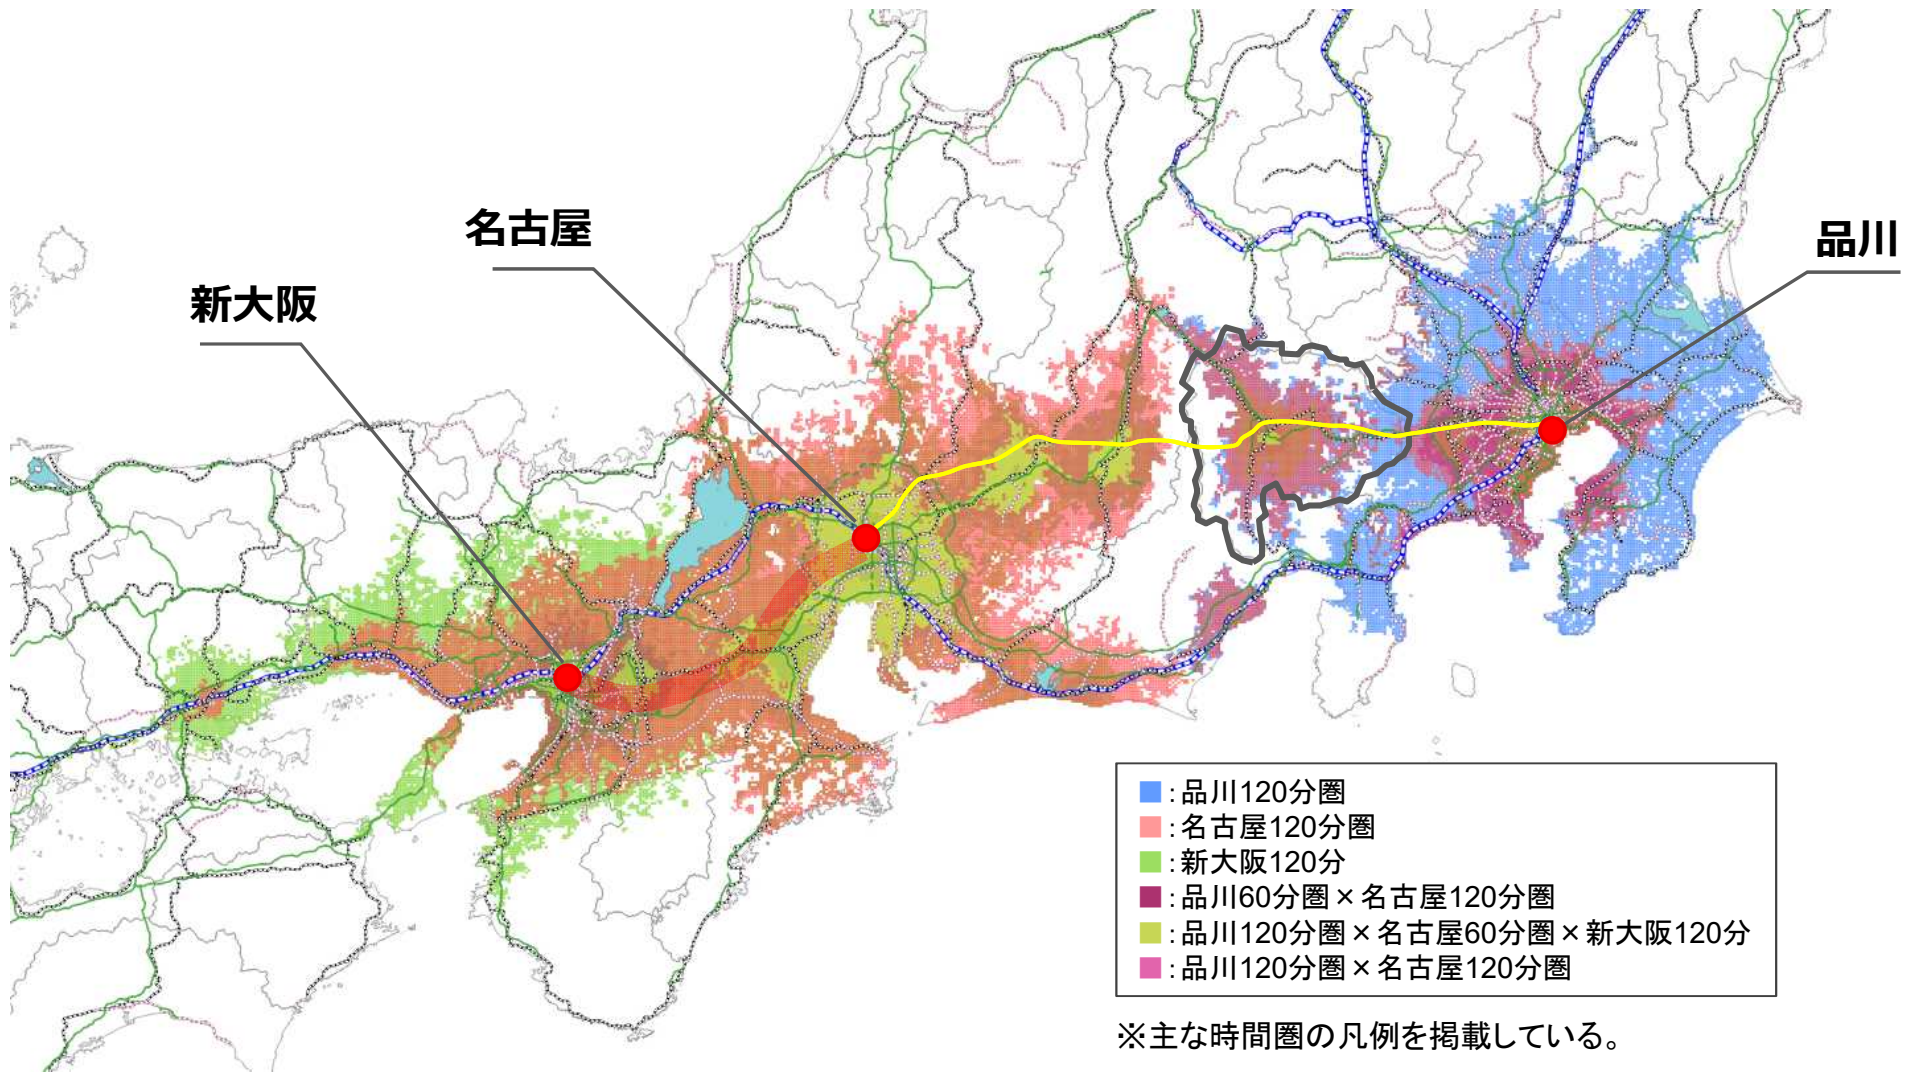 名古屋
品川
新大阪
■：品川120分圏
■：名古屋120分圏
■：新大阪120分
■：品川60分圏×名古屋120分圏
■：品川120分圏×名古屋60分圏×新大阪120分
■：品川120分圏×名古屋120分圏
※主な時間圏の凡例を掲載している。